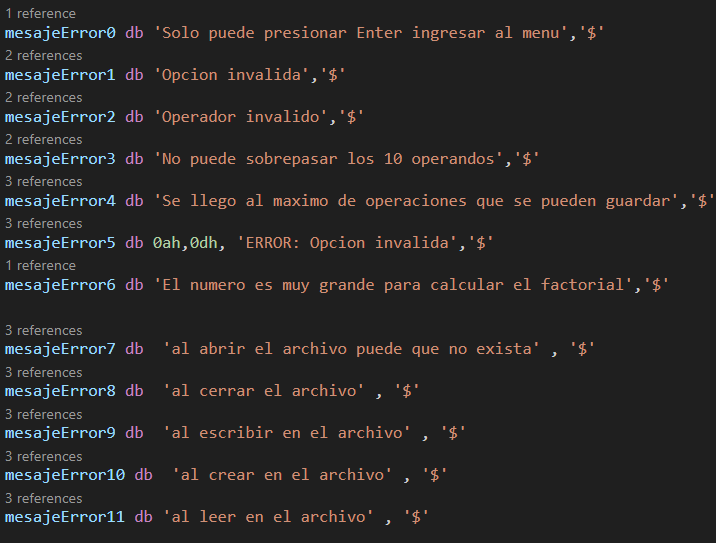 1 reference
mesajeError0 db 'Solo puede presionar Enter ingresar al menu','$'
2 references
mesajeError1 db 'Opcion invalida','$'
2 references
mesajeError2 db 'Operador invalido','$'
2 references
mesajeError3 db 'No puede sobrepasar los 10 operandos','$'
3 references
mesajeError4 db 'Se llego al maximo de operaciones que se pueden guardar','$'
3 references
mesajeError5 db 0ah,0dh, 'ERROR: Opcion invalida','$'
1 reference
mesajeError6 db 'El numero es muy grande para calcular el factorial','$'
3 references
mesajeError7 db  'al abrir el archivo puede que no exista' , '$'
3 references
mesajeError8 db  'al cerrar el archivo' , '$'
3 references
mesajeError9 db  'al escribir en el archivo' , '$'
3 references
mesajeError10 db  'al crear en el archivo' , '$'
3 references
mesajeError11 db 'al leer en el archivo' , '$'